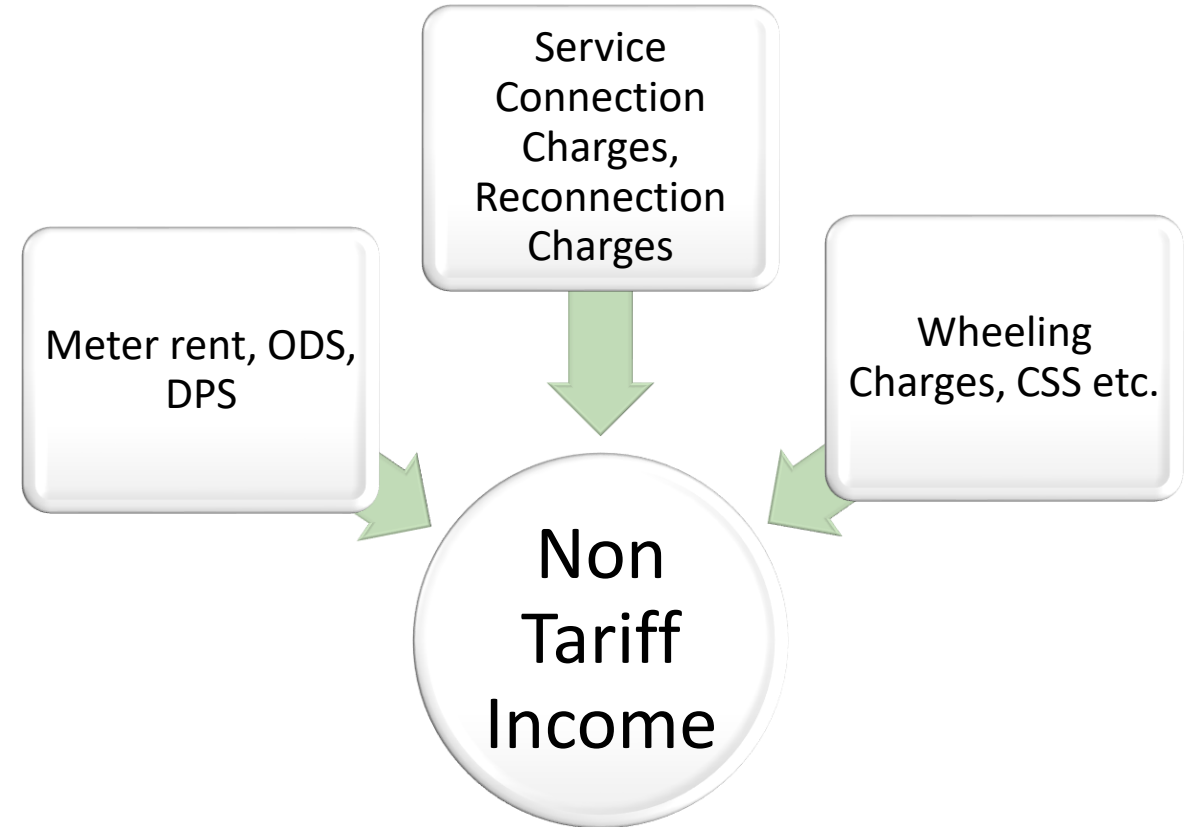 Service
Connection
Charges,
Reconnection
Charges
Meter rent, ODS,
DPS
Wheeling
Charges, CSS etc.
Non
Tariff
Income